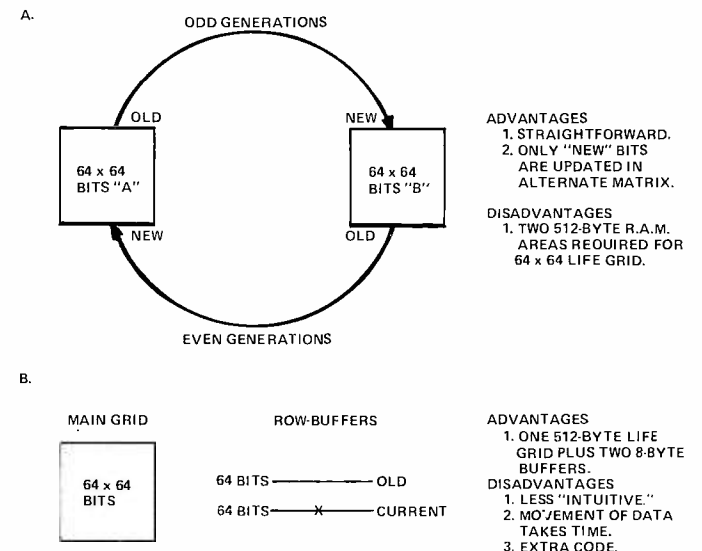 A.
ODD GENERATIONS
OLD
NEW
64 x 64
BITS "A"
64 x 64
BITS "B"
NEW
OLD
EVEN GENERATIONS
ADVANTAGES
1. STRAIGHTFORWARD.
2. ONLY "NEW" BITS
ARE UPDATED IN
ALTERNATE MATRIX.
DISADVANTAGES
1. TWO 512-BYTE R.A.M.
AREAS REQUIRED FOR
64 x 64 LIFE GRID.
B.
MAIN GRID
64 x 64
BITS
ROW-BUFFERS
64 BITS OLD
64 BITS X CURRENT
ADVANTAGES
1. ONE 512-BYTE LIFE
GRID PLUS TWO 8-BYTE
BUFFERS.
DISADVANTAGES
1. LESS "INTUITIVE."
2. MOVEMENT OF DATA
TAKES TIME.
3. EXTRA CODE.